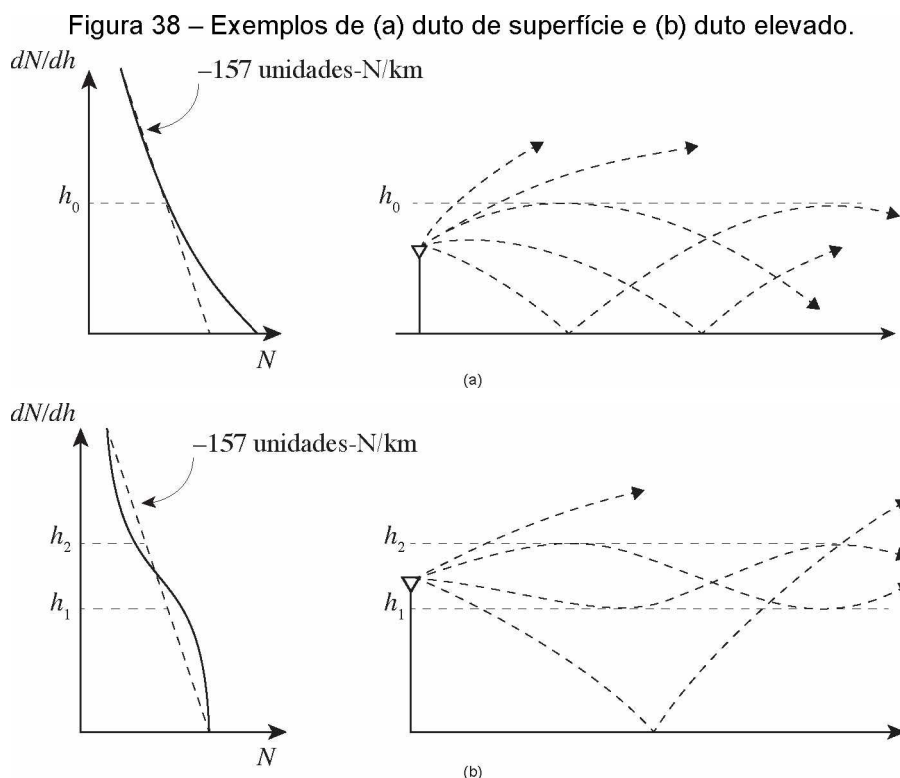 Figura 38 – Exemplos de (a) duto de superfície e (b) duto elevado.
dN/dh
–157 unidades-N/km
h₀
h₀
N
(a)
dN/dh
–157 unidades-N/km
h₂
h₂
h₁
h₁
N
(b)